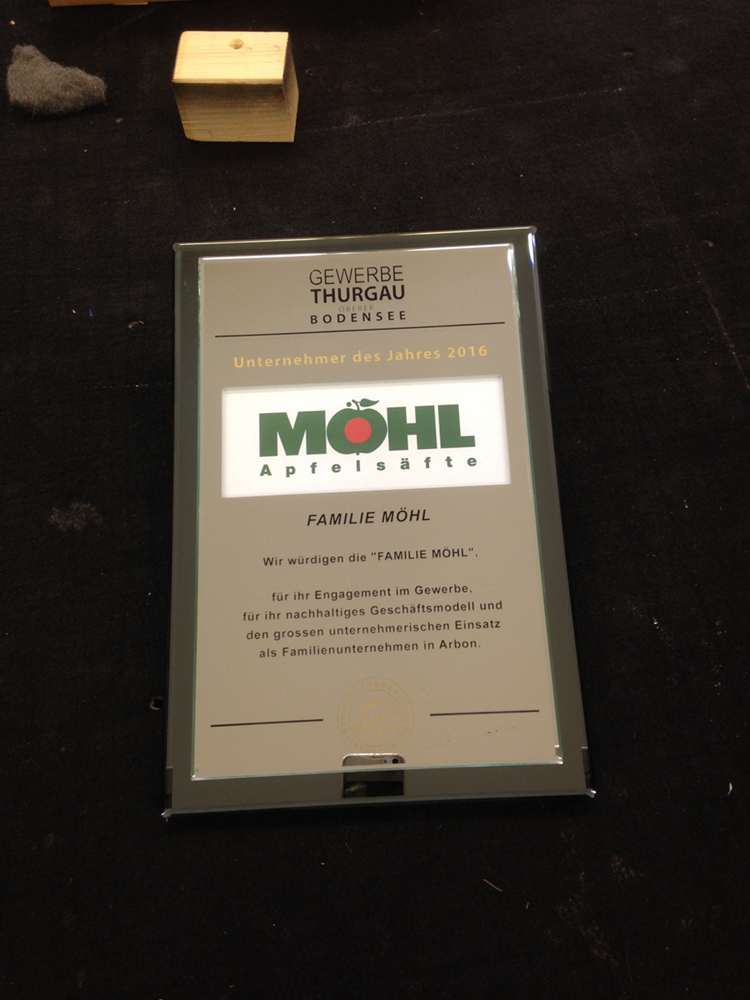 GEWERBE
THURGAU
OBERER
BODENSEE
Unternehmer des Jahres 2016
MÖHL
Apfelsäfte
FAMILIE MÖHL
Wir würdigen die "FAMILIE MÖHL",
für ihr Engagement im Gewerbe,
für ihr nachhaltiges Geschäftsmodell und
den grossen unternehmerischen Einsatz
als Familienunternehmen in Arbon.